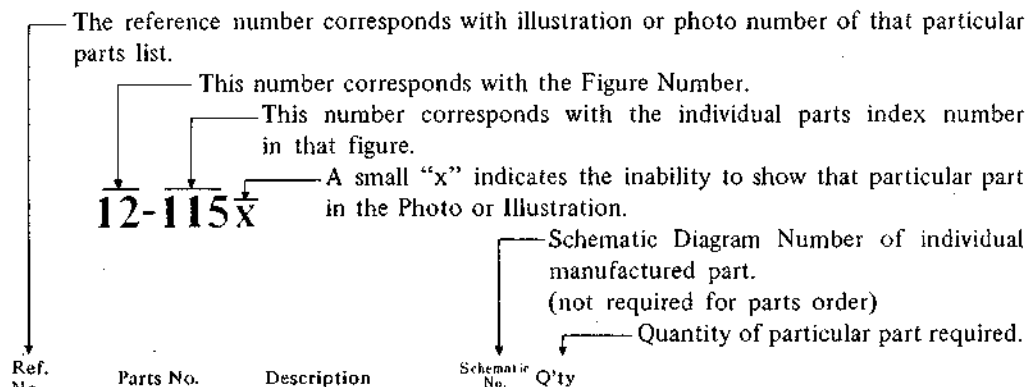 The reference number corresponds with illustration or photo number of that particular
parts list.
This number corresponds with the Figure Number.
This number corresponds with the individual parts index number
in that figure.
A small “x” indicates the inability to show that particular part
in the Photo or Illustration.
12-115x
Schematic Diagram Number of individual
manufactured part.
(not required for parts order)
Quantity of particular part required.
Ref.
No. Parts No. Description Schematic No. Q'ty